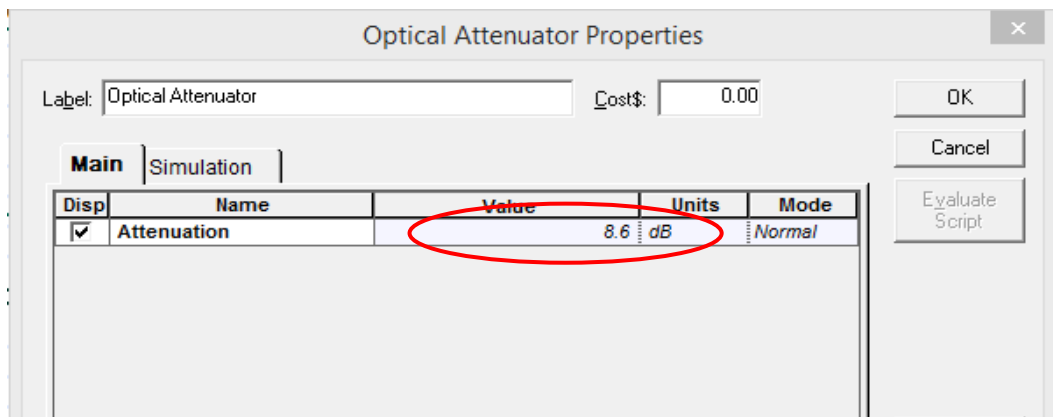 Optical Attenuator Properties
Label: Optical Attenuator Cost$: 0.00 OK
Cancel
Main Simulation
Evaluate Script
Disp Name Value Units Mode
Attenuation 8.6 dB Normal